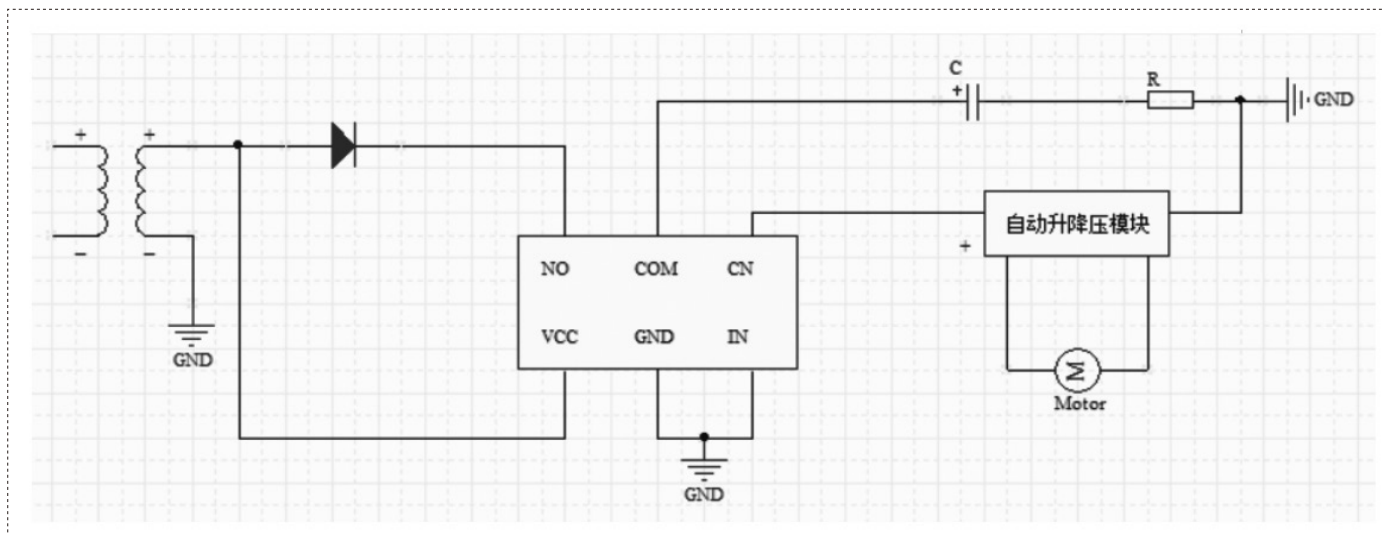 C
+
R
GND
+
+
自动升降压模块
+
NO COM CN
VCC GND IN
-
-
GND
M
Motor
GND